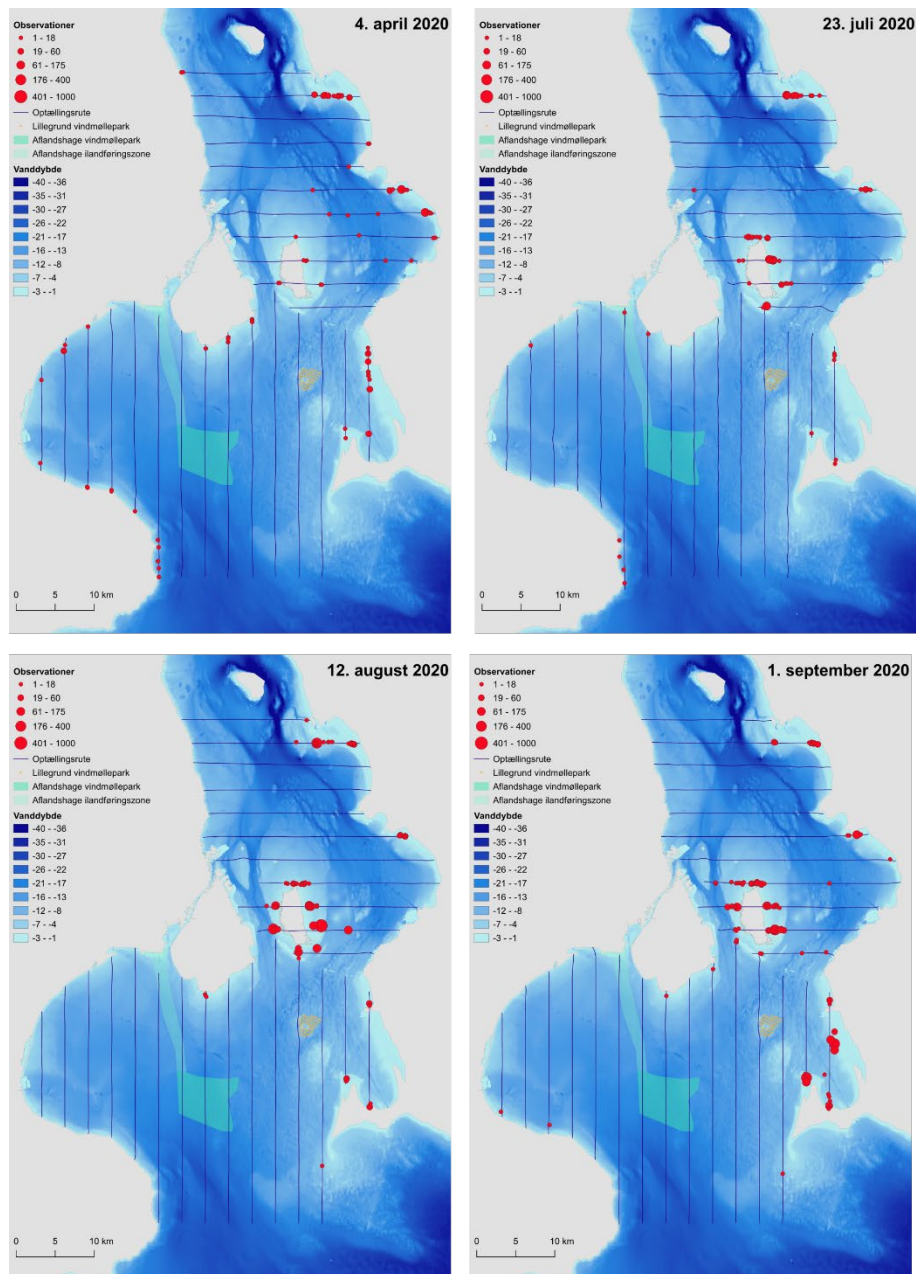 4. april 2020
Observationer
1 - 18
19 - 60
61 - 175
176 - 400
401 - 1000
Optællingsrute
Lillegrund vindmøllepark
Aflandshage vindmøllepark
Aflandshage ilandføringszone
Vanddybde
-40 - -36
-35 - -31
-30 - -27
-26 - -22
-21 - -17
-16 - -13
-12 - -8
-7 - -4
-3 - -1
0 5 10 km
23. juli 2020
Observationer
1 - 18
19 - 60
61 - 175
176 - 400
401 - 1000
Optællingsrute
Lillegrund vindmøllepark
Aflandshage vindmøllepark
Aflandshage ilandføringszone
Vanddybde
-40 - -36
-35 - -31
-30 - -27
-26 - -22
-21 - -17
-16 - -13
-12 - -8
-7 - -4
-3 - -1
0 5 10 km
12. august 2020
Observationer
1 - 18
19 - 60
61 - 175
176 - 400
401 - 1000
Optællingsrute
Lillegrund vindmøllepark
Aflandshage vindmøllepark
Aflandshage ilandføringszone
Vanddybde
-40 - -36
-35 - -31
-30 - -27
-26 - -22
-21 - -17
-16 - -13
-12 - -8
-7 - -4
-3 - -1
0 5 10 km
1. september 2020
Observationer
1 - 18
19 - 60
61 - 175
176 - 400
401 - 1000
Optællingsrute
Lillegrund vindmøllepark
Aflandshage vindmøllepark
Aflandshage ilandføringszone
Vanddybde
-40 - -36
-35 - -31
-30 - -27
-26 - -22
-21 - -17
-16 - -13
-12 - -8
-7 - -4
-3 - -1
0 5 10 km